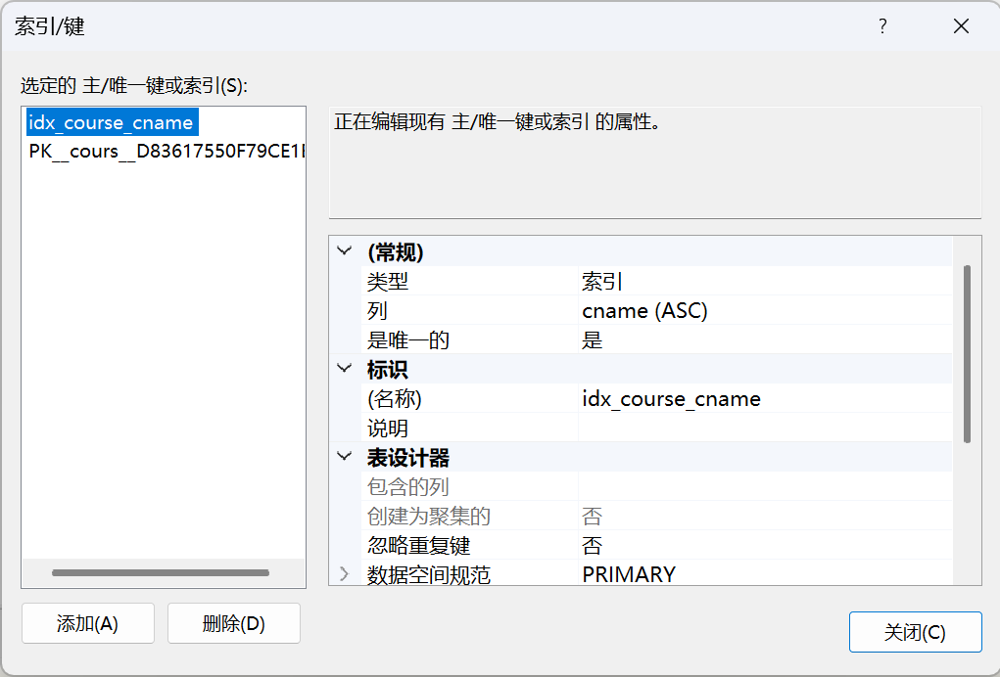 索引/键
?
选定的 主/唯一键或索引(S):
idx_course_cname
PK__cours__D83617550F79CE1
正在编辑现有 主/唯一键或索引 的属性。
(常规)
类型 索引
列 cname (ASC)
是唯一的 是
标识
(名称) idx_course_cname
说明
表设计器
包含的列
创建为聚集的 否
忽略重复键 否
数据空间规范 PRIMARY
添加(A) 删除(D)
关闭(C)